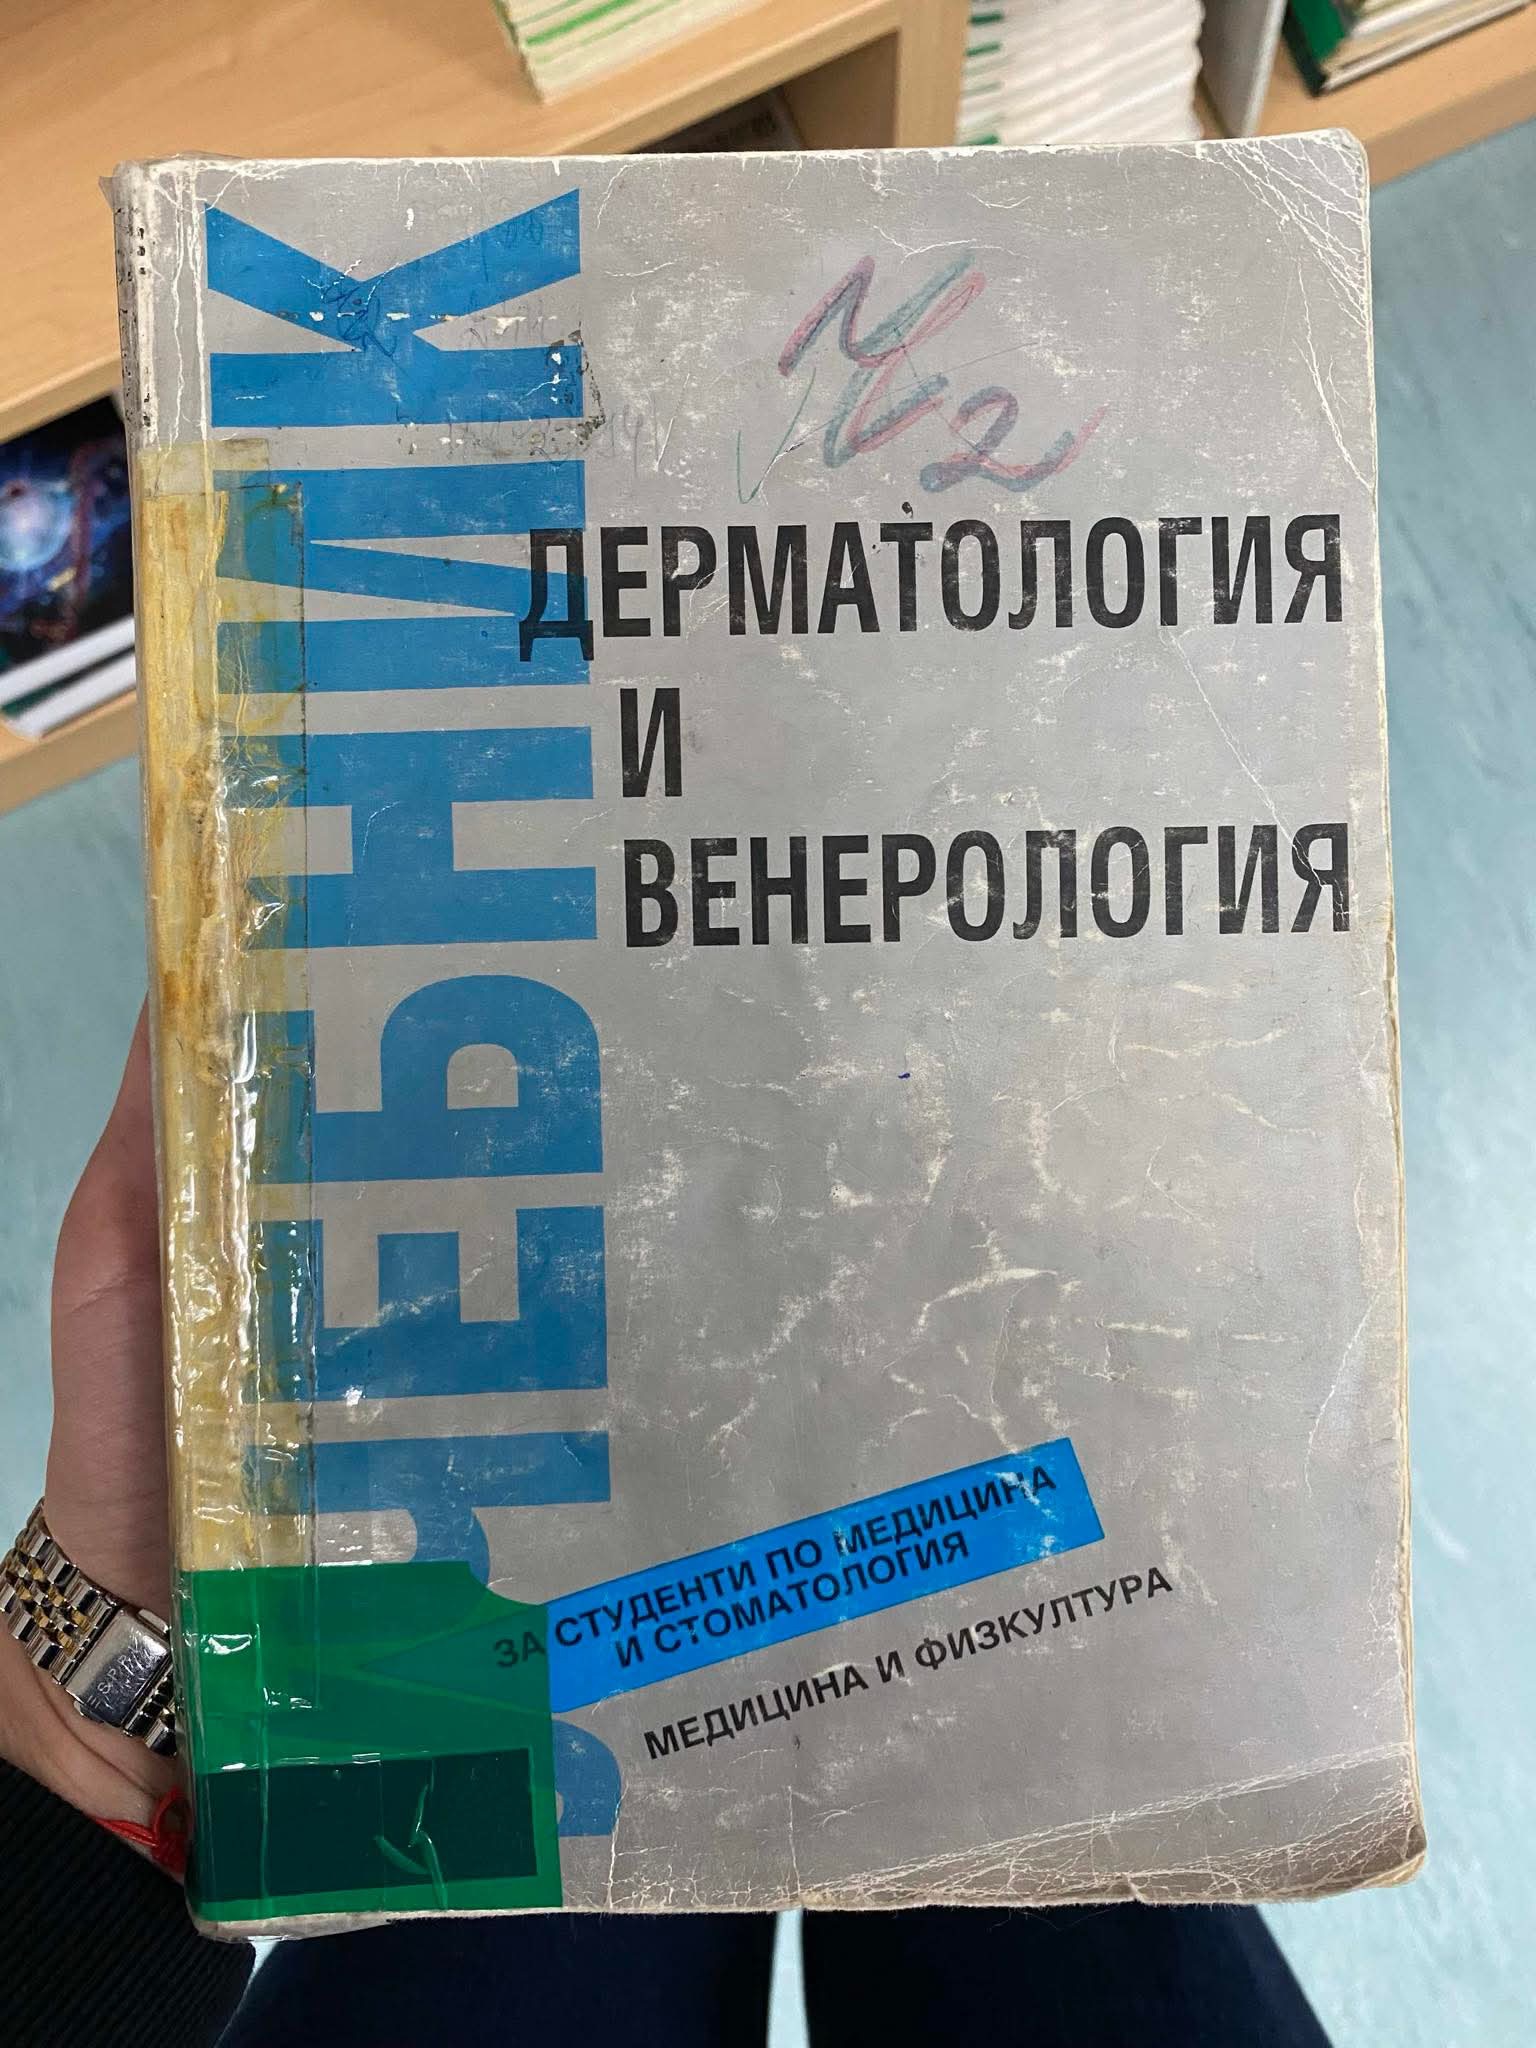 УЧЕБНИК
№2
ДЕРМАТОЛОГИЯ
И
ВЕНЕРОЛОГИЯ
ЗА СТУДЕНТИ ПО МЕДИЦИНА
И СТОМАТОЛОГИЯ
МЕДИЦИНА И ФИЗКУЛТУРА